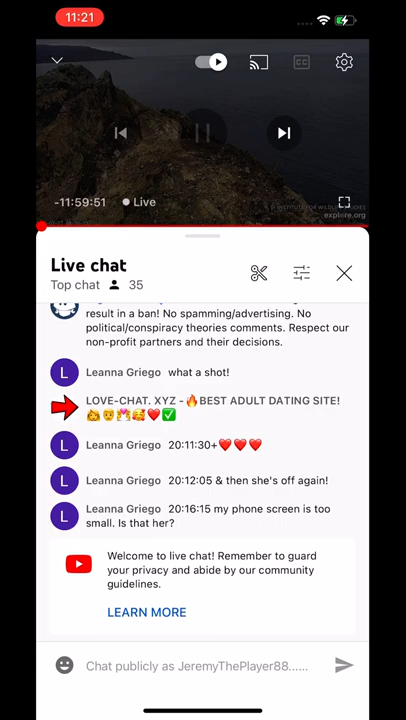 11:21
-11:59:51 Live
© INSTITUTE FOR WILDLIFE STUDIES
explore.org
Live chat
Top chat 35
result in a ban! No spamming/advertising. No
political/conspiracy theories comments. Respect our
non-profit partners and their decisions.
L Leanna Griego what a shot!
LOVE-CHAT. XYZ - 🔥BEST ADULT DATING SITE!
L Leanna Griego 20:11:30+❤️❤️❤️
L Leanna Griego 20:12:05 & then she's off again!
L Leanna Griego 20:16:15 my phone screen is too
small. Is that her?
Welcome to live chat! Remember to guard
your privacy and abide by our community
guidelines.
LEARN MORE
Chat publicly as JeremyThePlayer88......